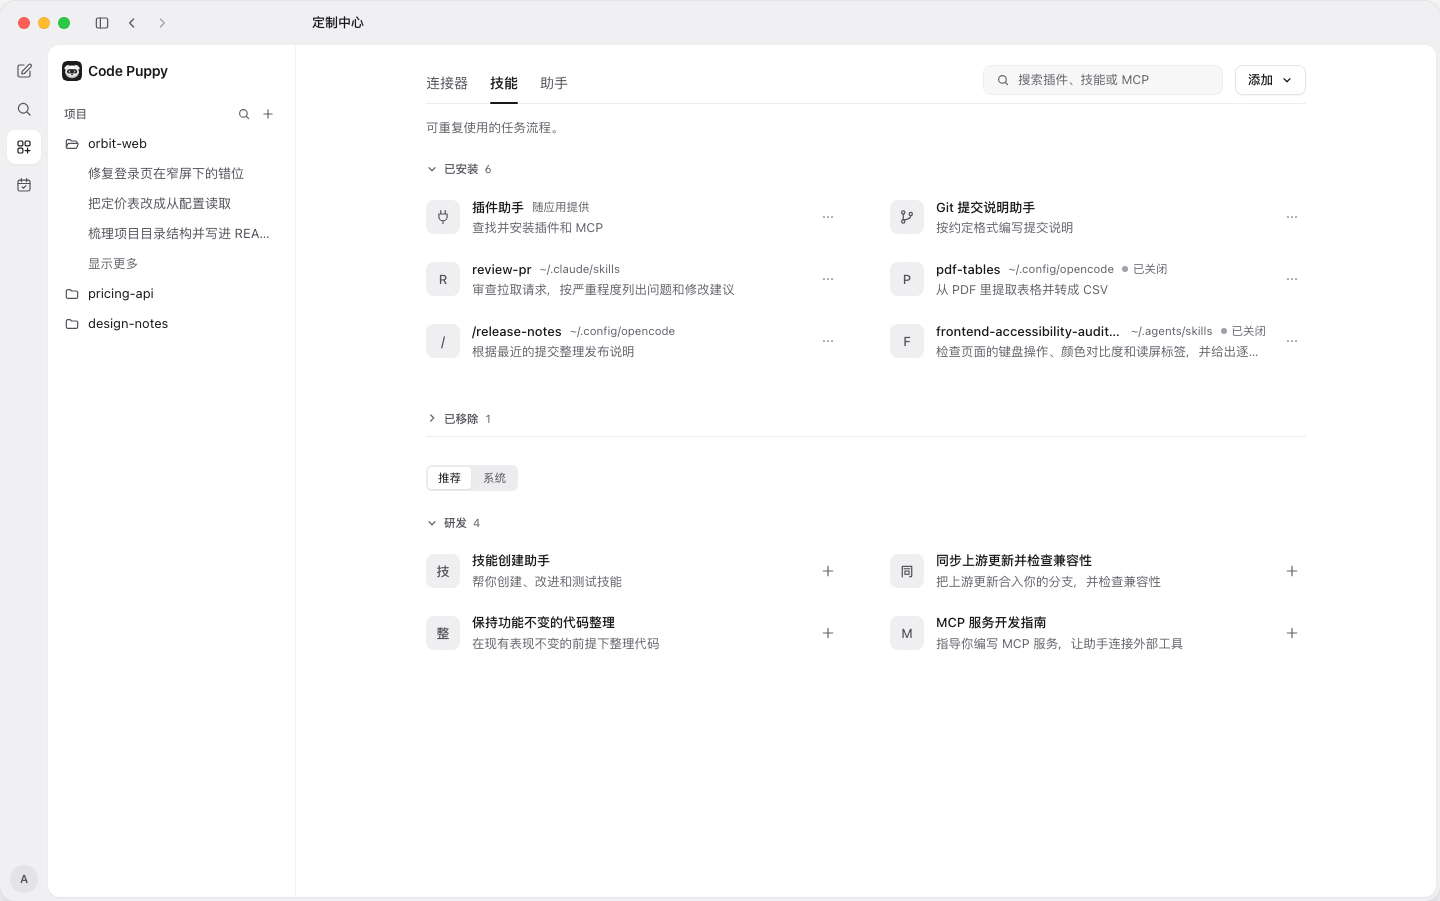 定制中心
Code Puppy
项目
orbit-web
修复登录页在窄屏下的错位
把定价表改成从配置读取
梳理项目目录结构并写进 REA...
显示更多
pricing-api
design-notes
A
连接器 技能 助手
搜索插件、技能或 MCP
添加
可重复使用的任务流程。
已安装 6
插件助手 随应用提供
查找并安装插件和 MCP
Git 提交说明助手
按约定格式编写提交说明
R
review-pr ~/.claude/skills
审查拉取请求，按严重程度列出问题和修改建议
P
pdf-tables ~/.config/opencode 已关闭
从 PDF 里提取表格并转成 CSV
/
/release-notes ~/.config/opencode
根据最近的提交整理发布说明
F
frontend-accessibility-audit... ~/.agents/skills 已关闭
检查页面的键盘操作、颜色对比度和读屏标签，并给出逐...
已移除 1
推荐 系统
研发 4
技
技能创建助手
帮你创建、改进和测试技能
同
同步上游更新并检查兼容性
把上游更新合入你的分支，并检查兼容性
整
保持功能不变的代码整理
在现有表现不变的前提下整理代码
M
MCP 服务开发指南
指导你编写 MCP 服务，让助手连接外部工具